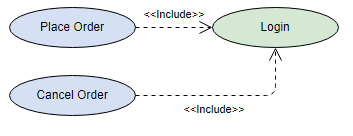 <<Include>>
Place Order
Login
Cancel Order
<<Include>>